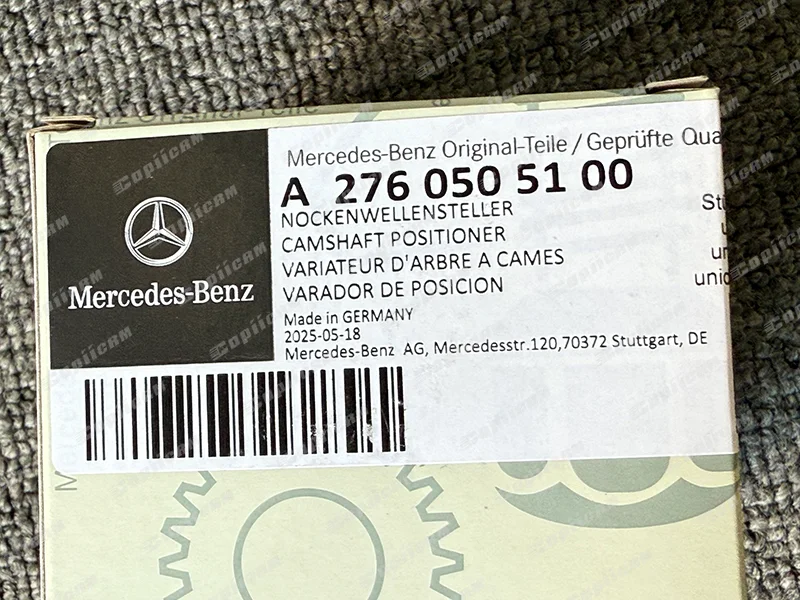 Mercedes-Benz Original-Teile / Geprüfte
A 276 050 51 00
NOCKENWELLENSTELLER
CAMSHAFT POSITIONER
VARIATEUR D'ARBRE A CAMES
VARADOR DE POSICION
Made in GERMANY
2025-05-18
Mercedes-Benz AG, Mercedesstr.120,70372 Stuttgart, DE
Mercedes-Benz
Copiicam